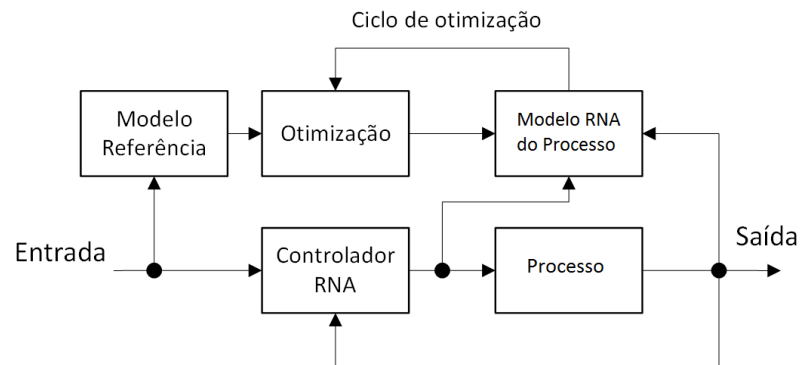 Ciclo de otimização
Modelo
Referência
Otimização
Modelo RNA
do Processo
Entrada
Controlador
RNA
Processo
Saída